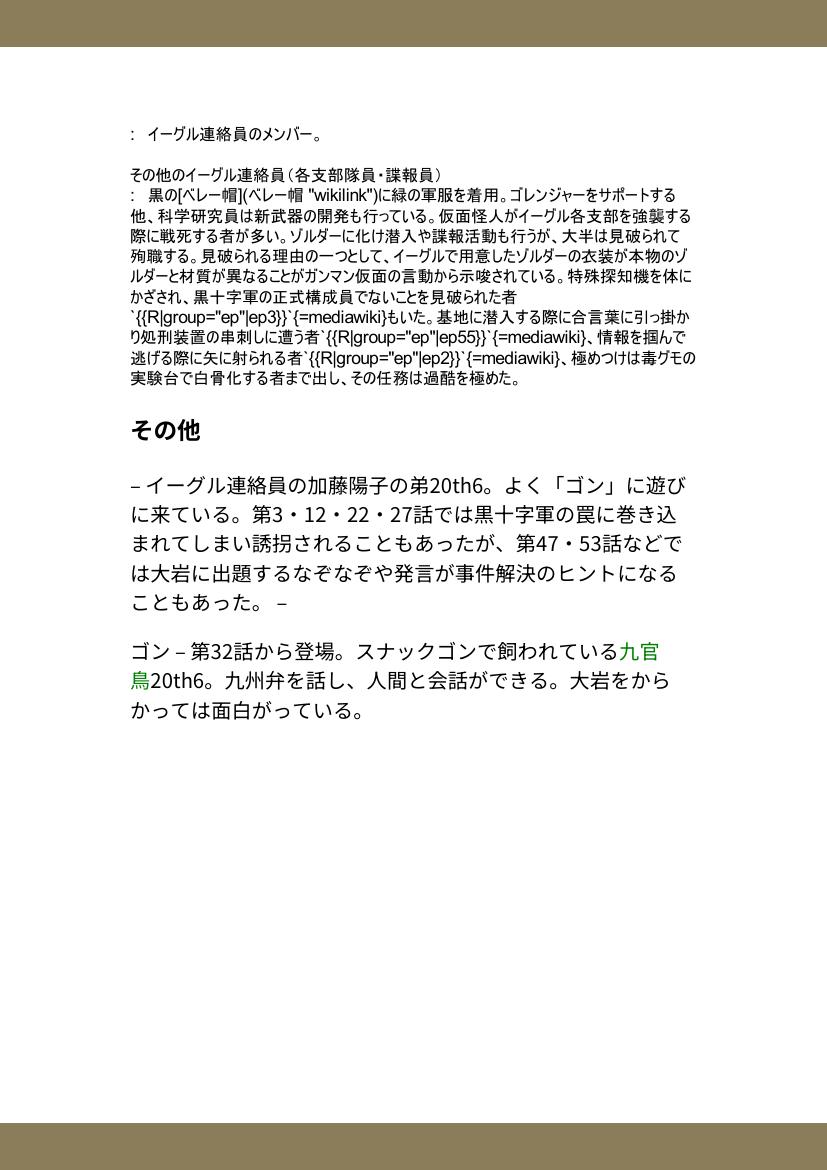 : イーグル連絡員のメンバー。
その他のイーグル連絡員（各支部隊員・諜報員）
: 黒の[ベレー帽](ベレー帽 "wikilink")に緑の軍服を着用。ゴレンジャーをサポートする
他、科学研究員は新武器の開発も行っている。仮面怪人がイーグル各支部を強襲する
際に戦死する者が多い。ゾルダーに化け潜入や諜報活動も行うが、大半は見破られて
殉職する。見破られる理由の一つとして、イーグルで用意したゾルダーの衣装が本物のゾ
ルダーと材質が異なることがガンマン仮面の言動から示唆されている。特殊探知機を体に
かざされ、黒十字軍の正式構成員でないことを見破られた者
`{{R|group="ep"|ep3}}`{=mediawiki}もいた。基地に潜入する際に合言葉に引っ掛か
り処刑装置の串刺しに遭う者`{{R|group="ep"|ep55}}`{=mediawiki}、情報を掴んで
逃げる際に矢に射られる者`{{R|group="ep"|ep2}}`{=mediawiki}、極めつけは毒グモの
実験台で白骨化する者まで出し、その任務は過酷を極めた。
その他
– イーグル連絡員の加藤陽子の弟20th6。よく「ゴン」に遊び
に来ている。第3・12・22・27話では黒十字軍の罠に巻き込
まれてしまい誘拐されることもあったが、第47・53話などで
は大岩に出題するなぞなぞや発言が事件解決のヒントになる
こともあった。 –
ゴン – 第32話から登場。スナックゴンで飼われている九官
鳥20th6。九州弁を話し、人間と会話ができる。大岩をから
かっては面白がっている。